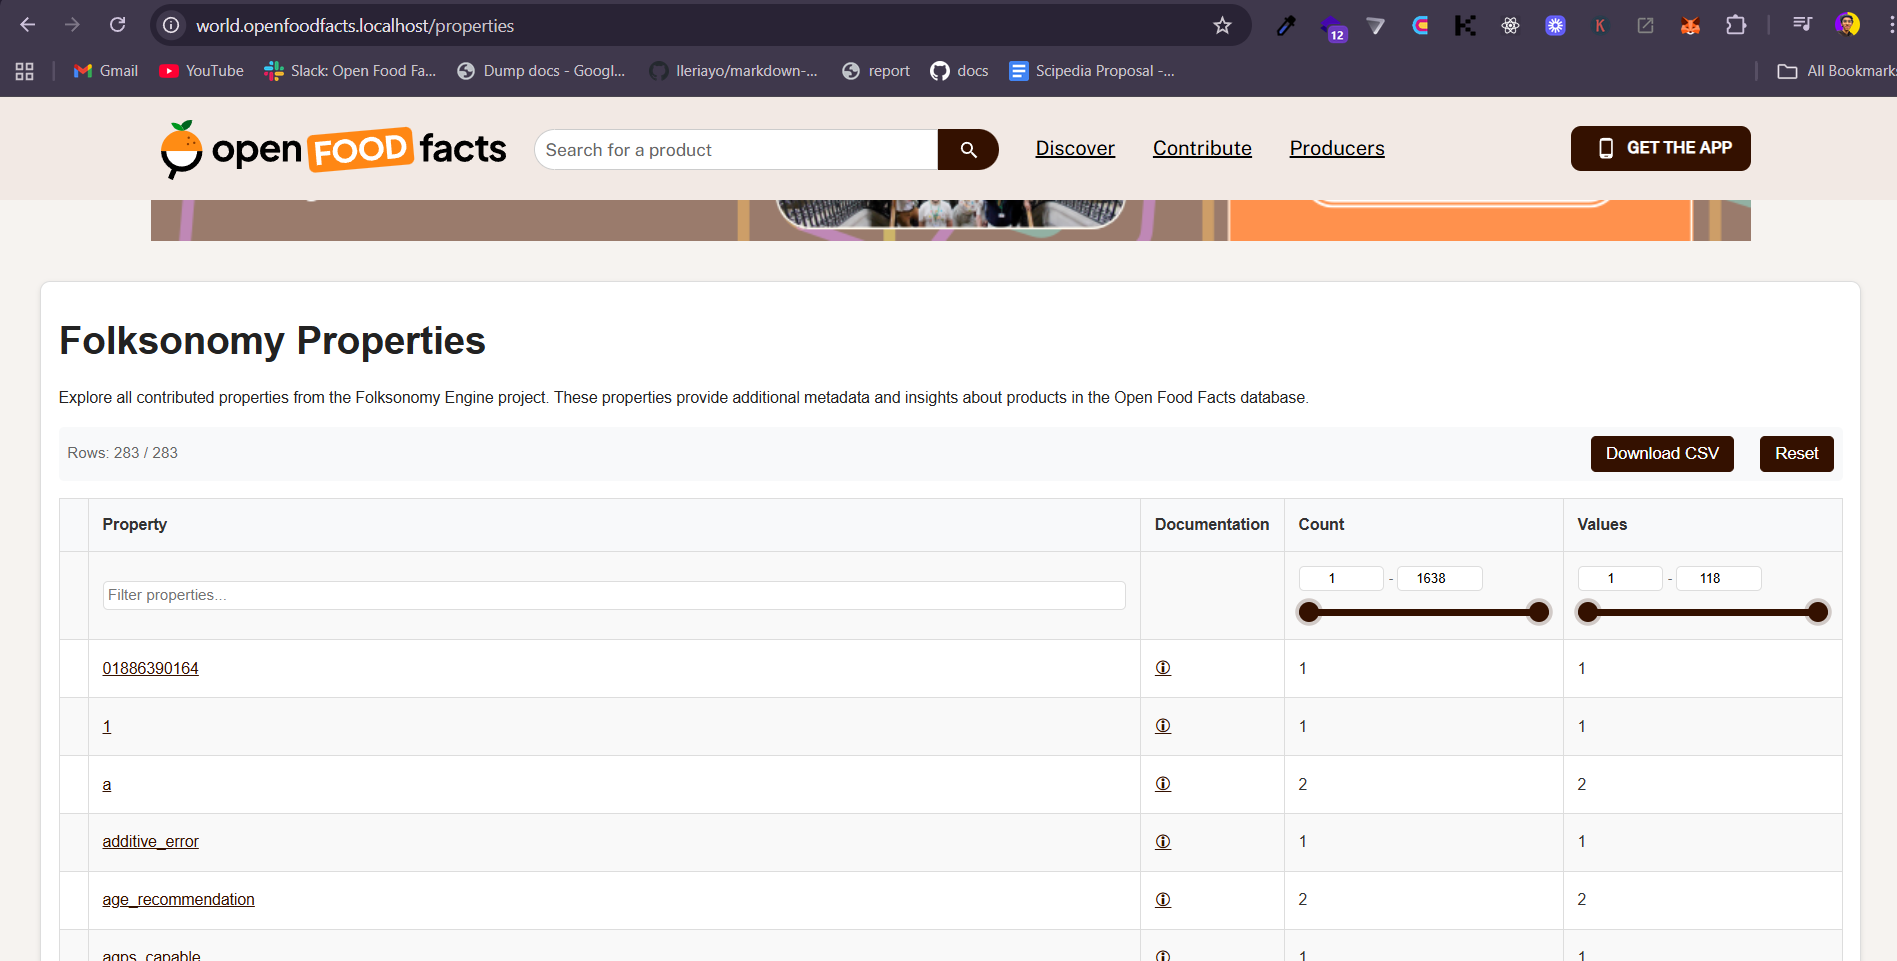 world.openfoodfacts.localhost/properties
12
K
Gmail
YouTube
Slack: Open Food Fa...
Dump docs - Googl...
lleriayo/markdown-...
report
docs
Scipedia Proposal -...
All Bookmarks
open FOOD facts
Search for a product
Discover
Contribute
Producers
GET THE APP
Folksonomy Properties
Explore all contributed properties from the Folksonomy Engine project. These properties provide additional metadata and insights about products in the Open Food Facts database.
Rows: 283 / 283
Download CSV
Reset
Property
Documentation
Count
Values
Filter properties...
1 - 1638
1 - 118
01886390164
1
1
1
1
1
a
2
2
additive_error
1
1
age_recommendation
2
2
agps_capable
1
1